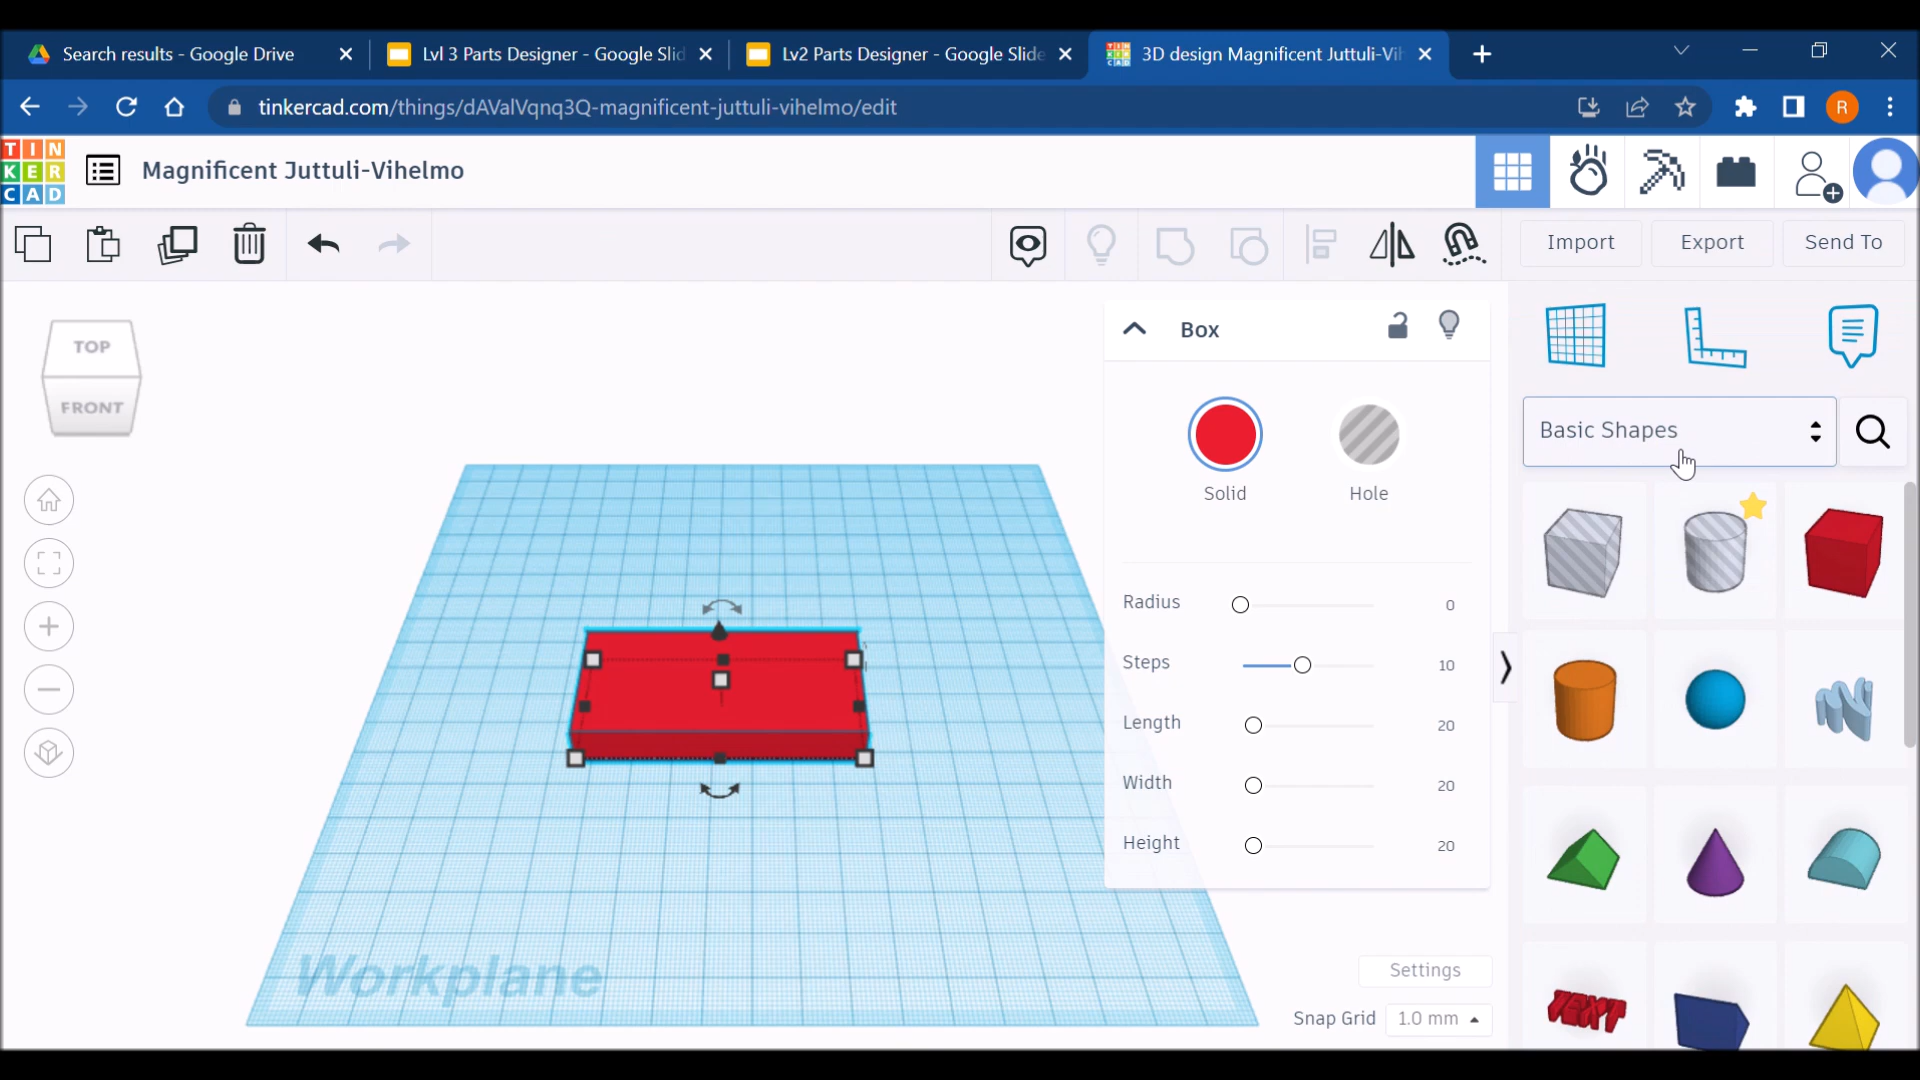 Search results - Google Drive
Lvl 3 Parts Designer - Google Slid
Lv2 Parts Designer - Google Slide
3D design Magnificent Juttuli-Vih
tinkercad.com/things/dAValVqnq3Q-magnificent-juttuli-vihelmo/edit
R
TIN
KER
CAD
Magnificent Juttuli-Vihelmo
Import
Export
Send To
TOP
FRONT
Box
Solid
Hole
Radius 0
Steps 10
Length 20
Width 20
Height 20
Basic Shapes
TEXT
Workplane
Settings
Snap Grid 1.0 mm